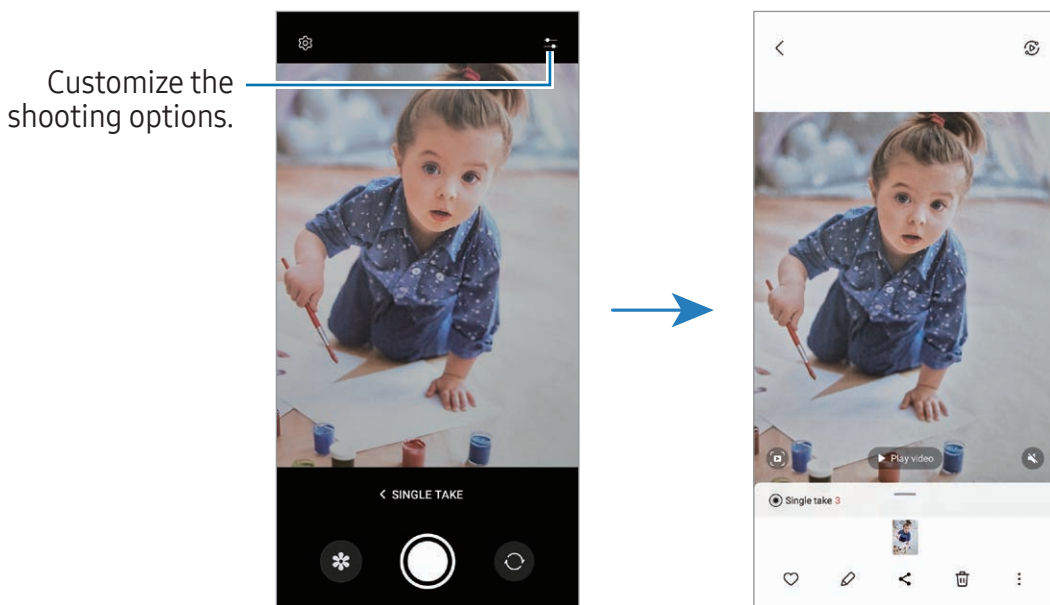 Customize the
shooting options.
SINGLE TAKE
Play video
Single take 3